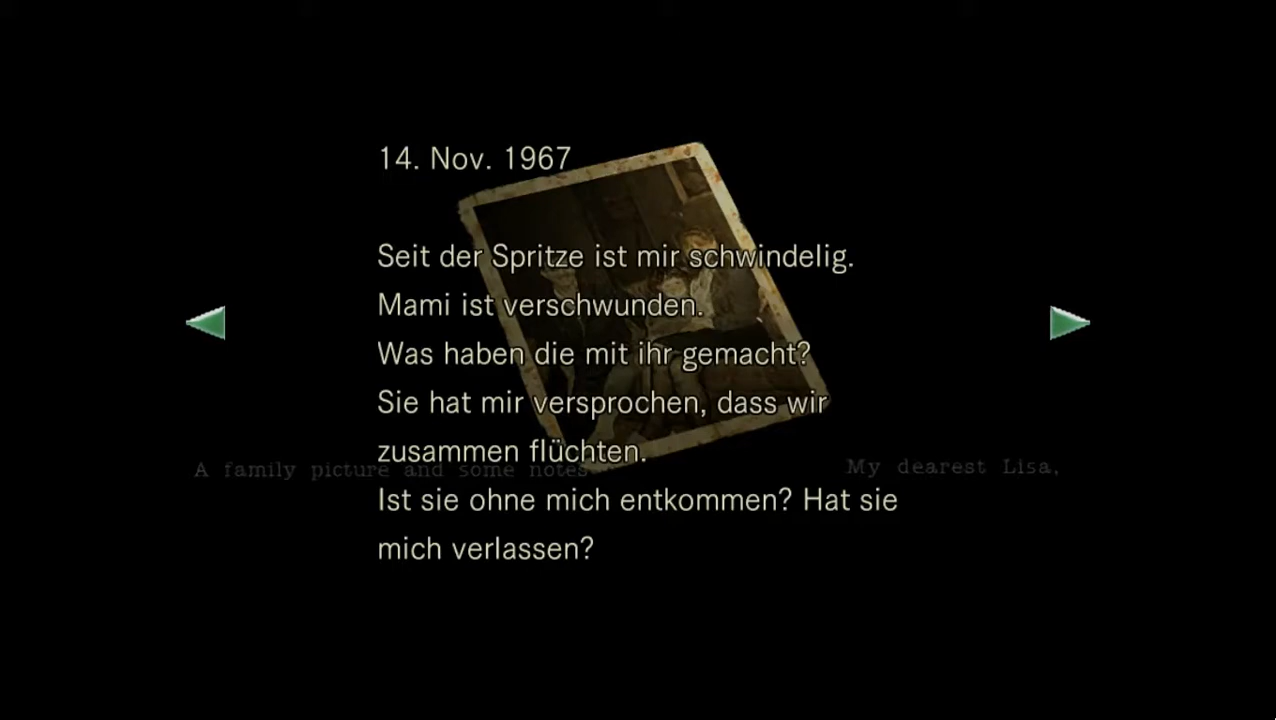 14. Nov. 1967
Seit der Spritze ist mir schwindelig.
Mami ist verschwunden.
Was haben die mit ihr gemacht?
Sie hat mir versprochen, dass wir
zusammen flüchten.
A family picture and some notes
My dearest Lisa,
Ist sie ohne mich entkommen? Hat sie
mich verlassen?